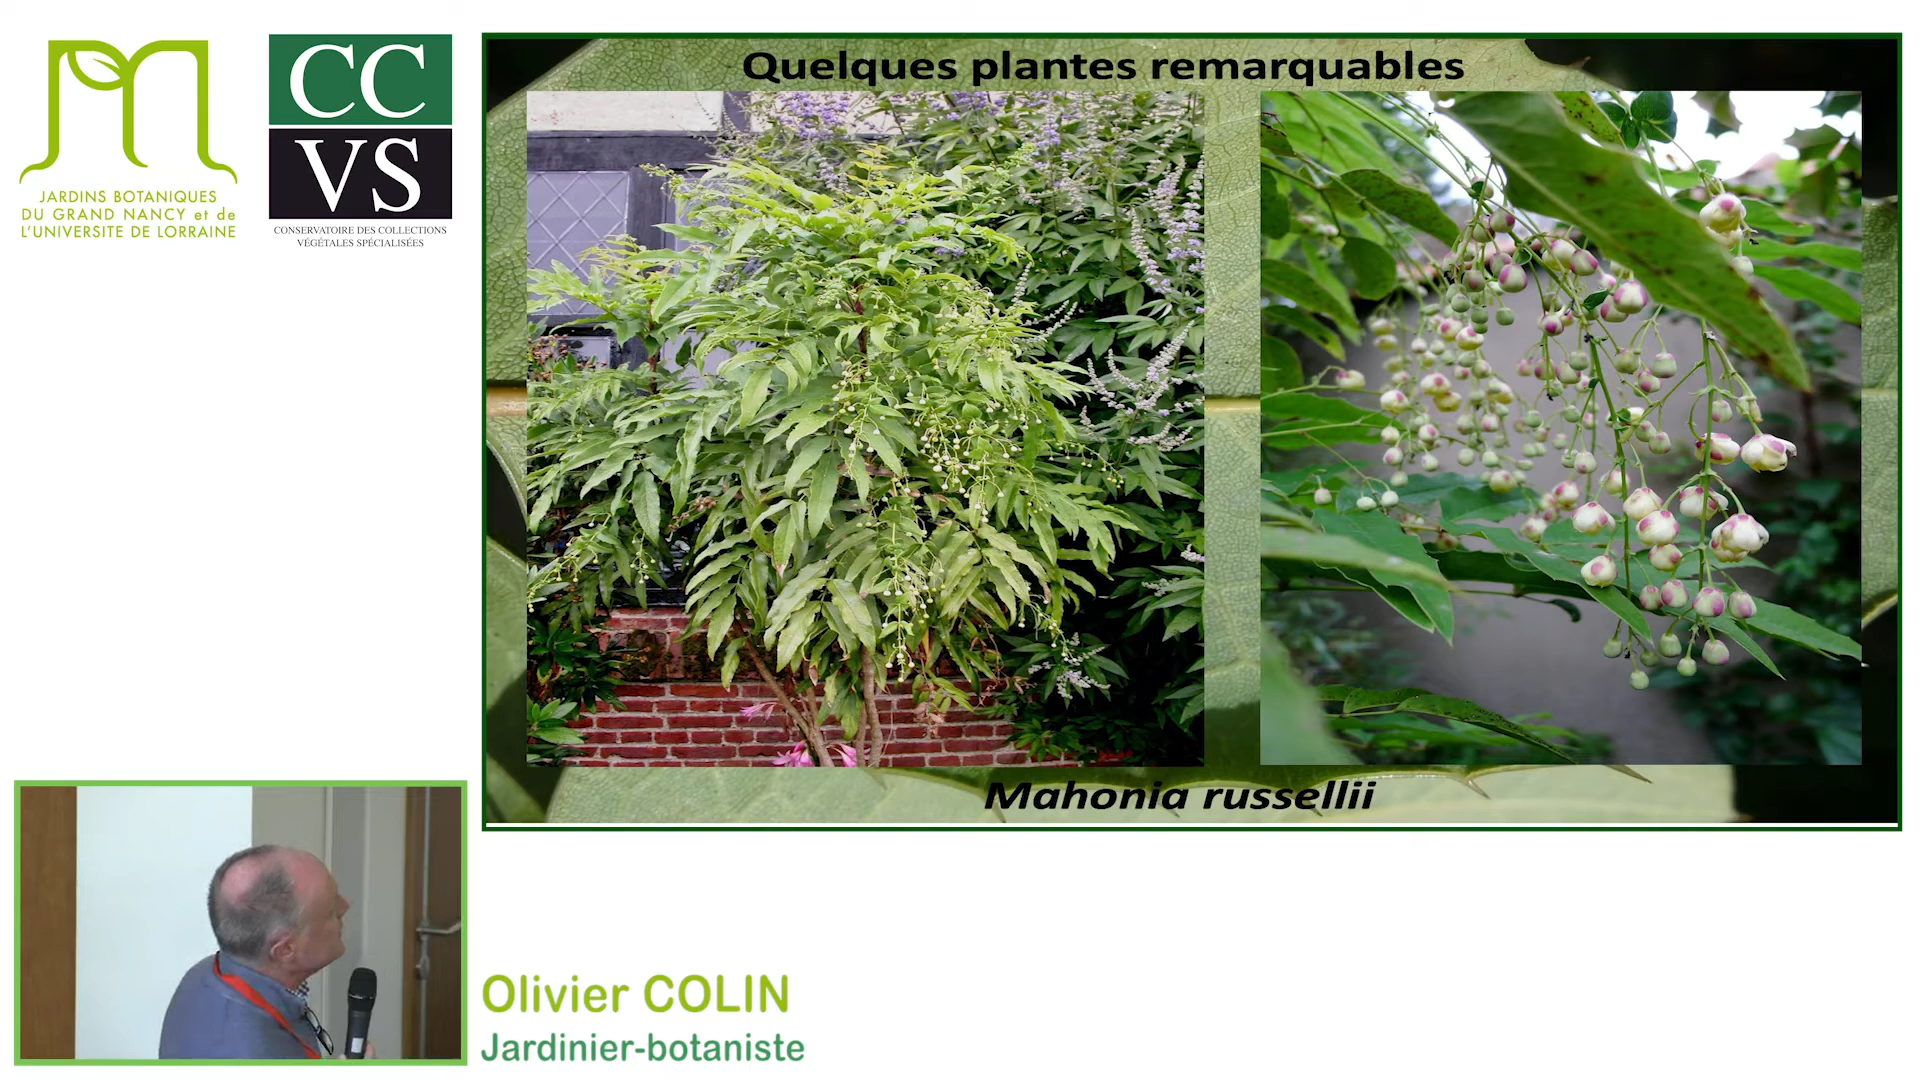 JARDINS BOTANIQUES
DU GRAND NANCY et de
L'UNIVERSITE DE LORRAINE
CC
VS
CONSERVATOIRE DES COLLECTIONS
VÉGÉTALES SPÉCIALISÉES
Quelques plantes remarquables
Mahonia russellii
Olivier COLIN
Jardinier-botaniste